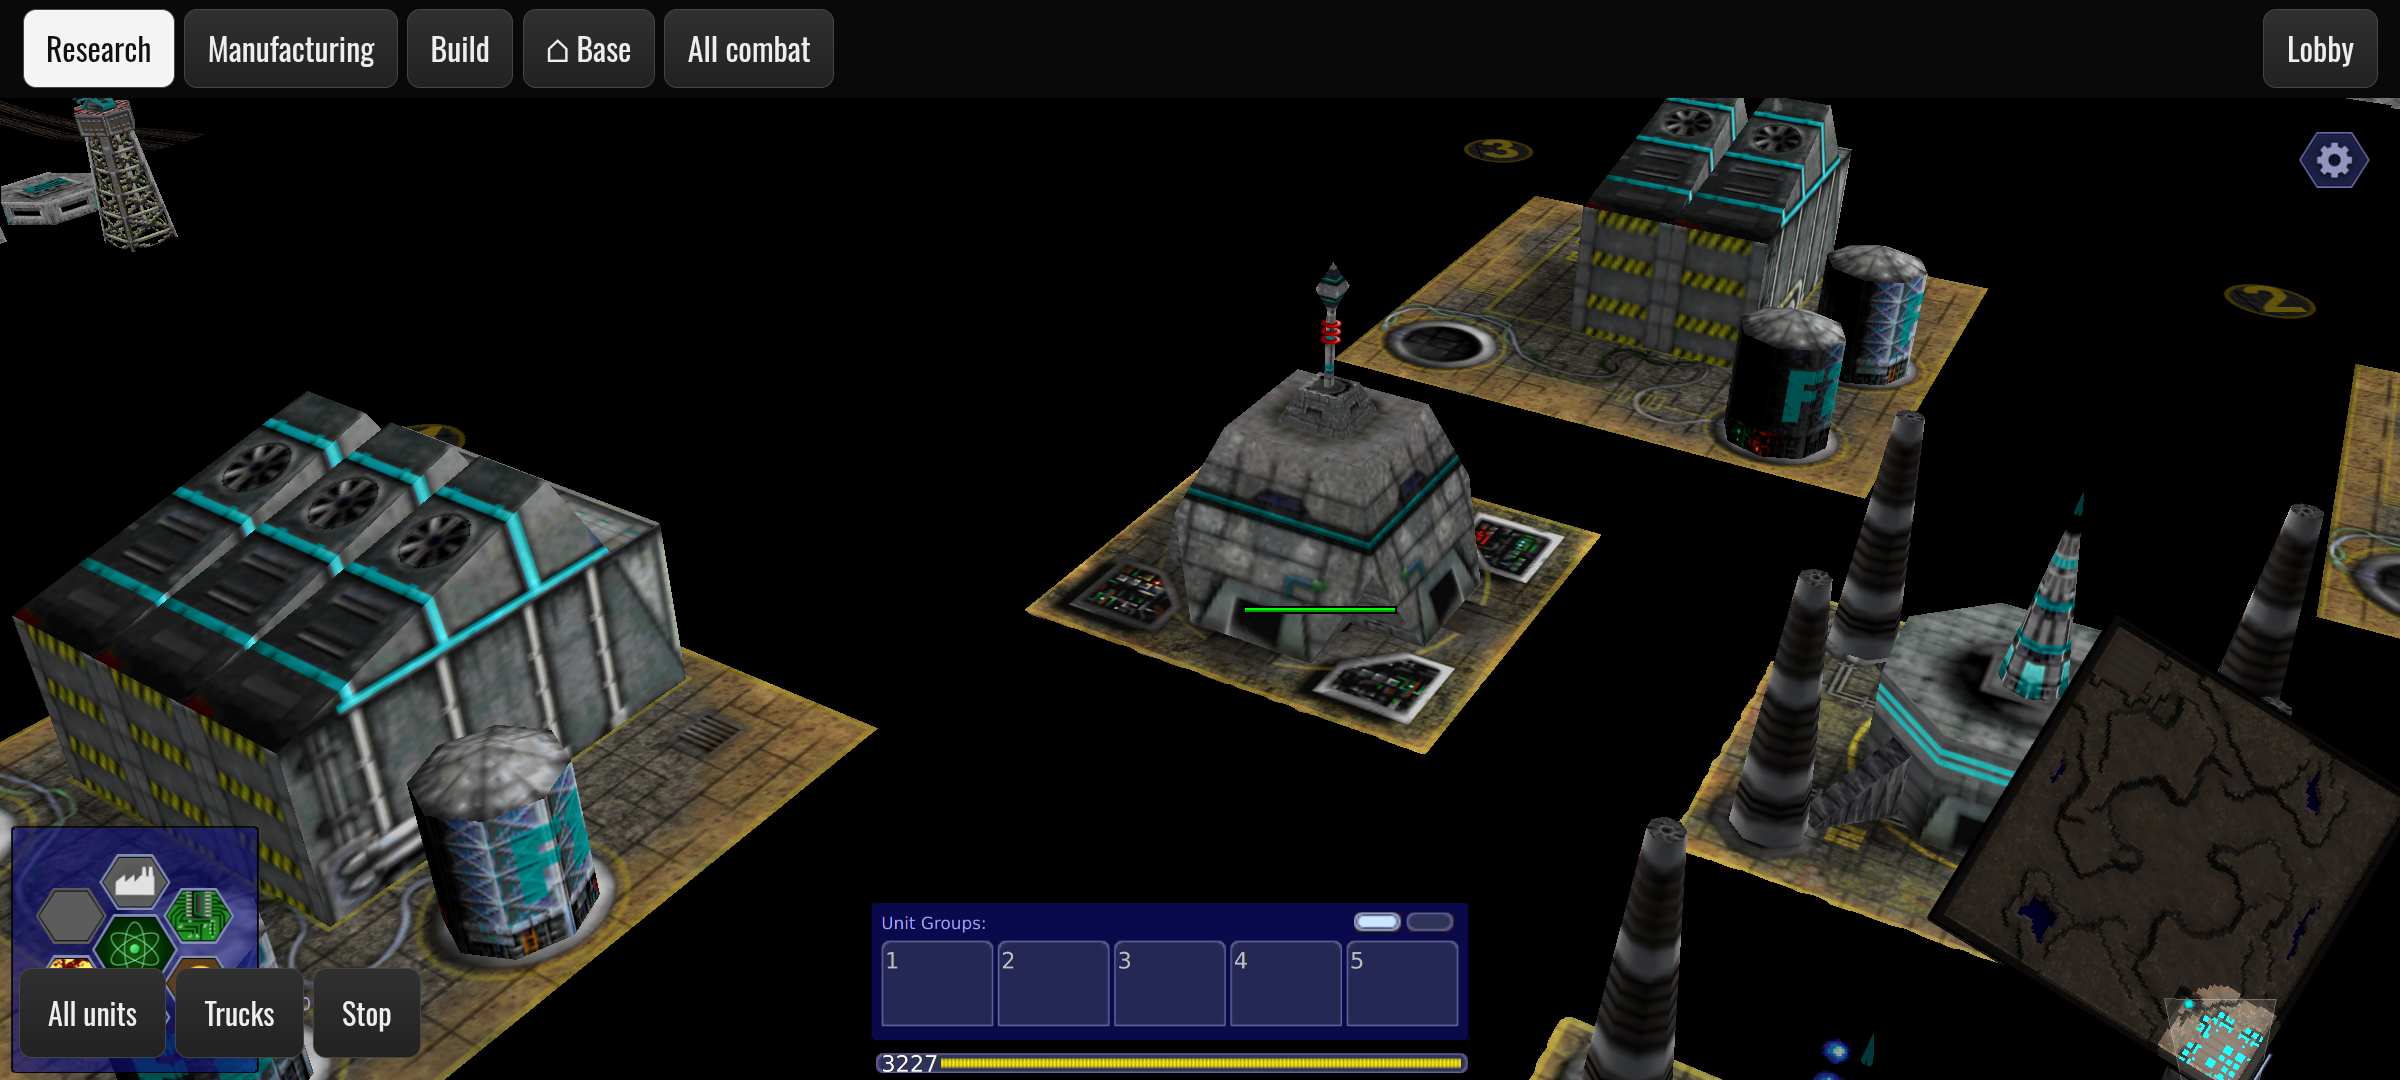 Research
Manufacturing
Build
Base
All combat
Lobby
3
2
Unit Groups:
1
2
3
4
5
All units
Trucks
Stop
3227